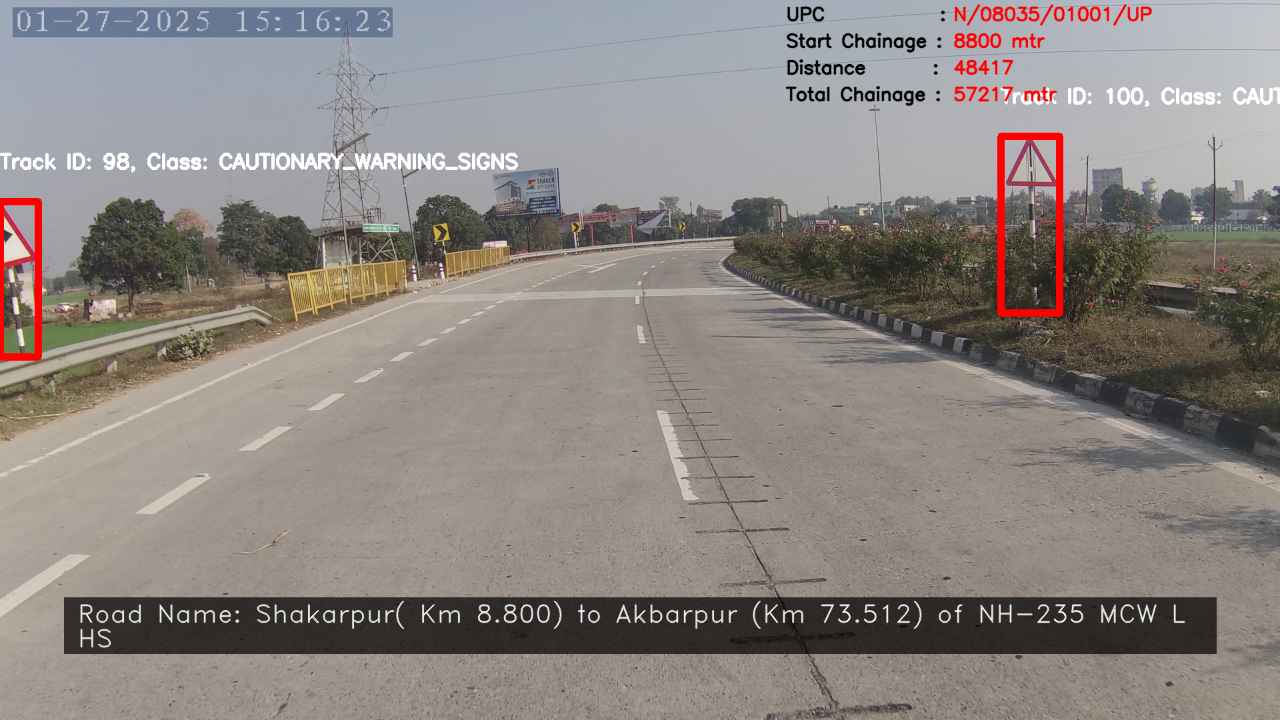 01-27-2025 15:16:23
UPC : N/08035/01001/UP
Start Chainage : 8800 mtr
Distance : 48417
Total Chainage : 57217 mtr
Track ID: 100, Class: CAUT
Track ID: 98, Class: CAUTIONARY_WARNING_SIGNS
Road Name: Shakarpur( Km 8.800) to Akbarpur (Km 73.512) of NH-235 MCW L
HS